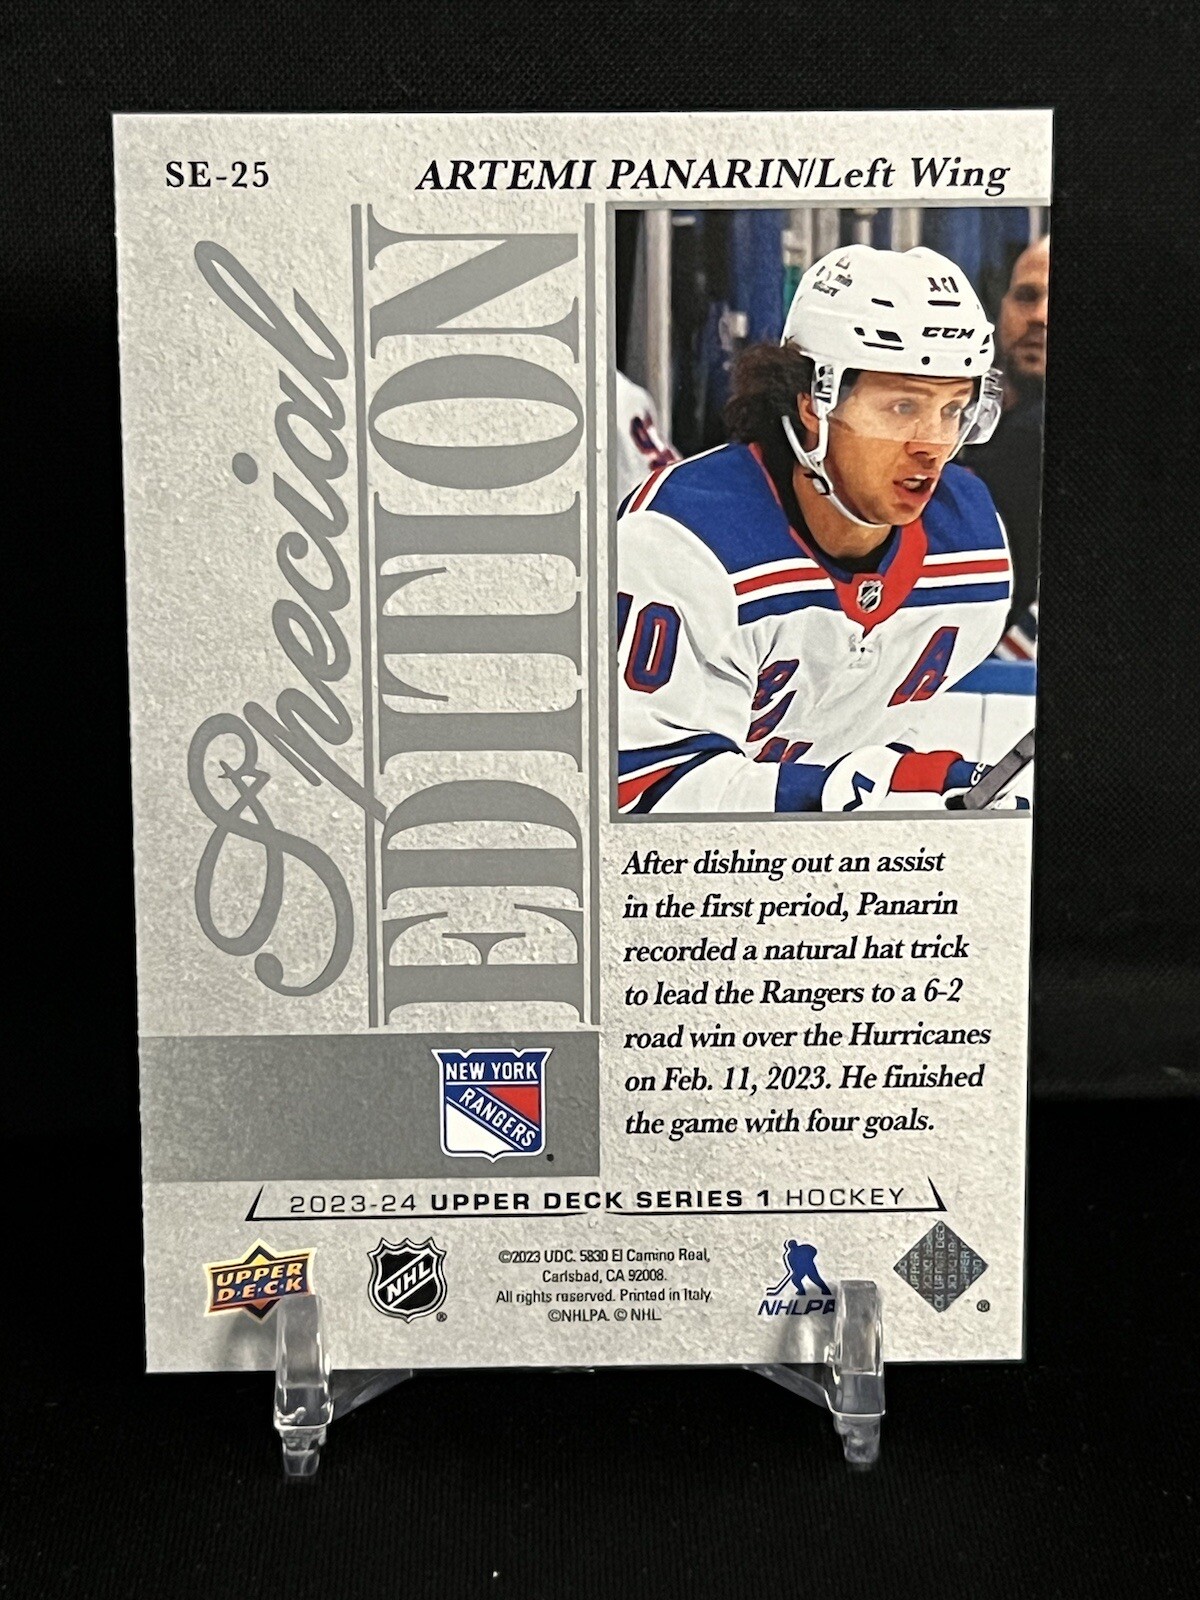 SE-25
ARTEMI PANARIN/Left Wing
Special
EDITION
CCM
10
A
After dishing out an assist
in the first period, Panarin
recorded a natural hat trick
to lead the Rangers to a 6-2
road win over the Hurricanes
on Feb. 11, 2023. He finished
the game with four goals.
NEW YORK
RANGERS
2023-24 UPPER DECK SERIES 1 HOCKEY
UPPER
DECK
NHL
®
©2023 UDC. 5830 El Camino Real,
Carlsbad, CA 92008.
All rights reserved. Printed in Italy.
©NHLPA. © NHL.
NHLPA
®